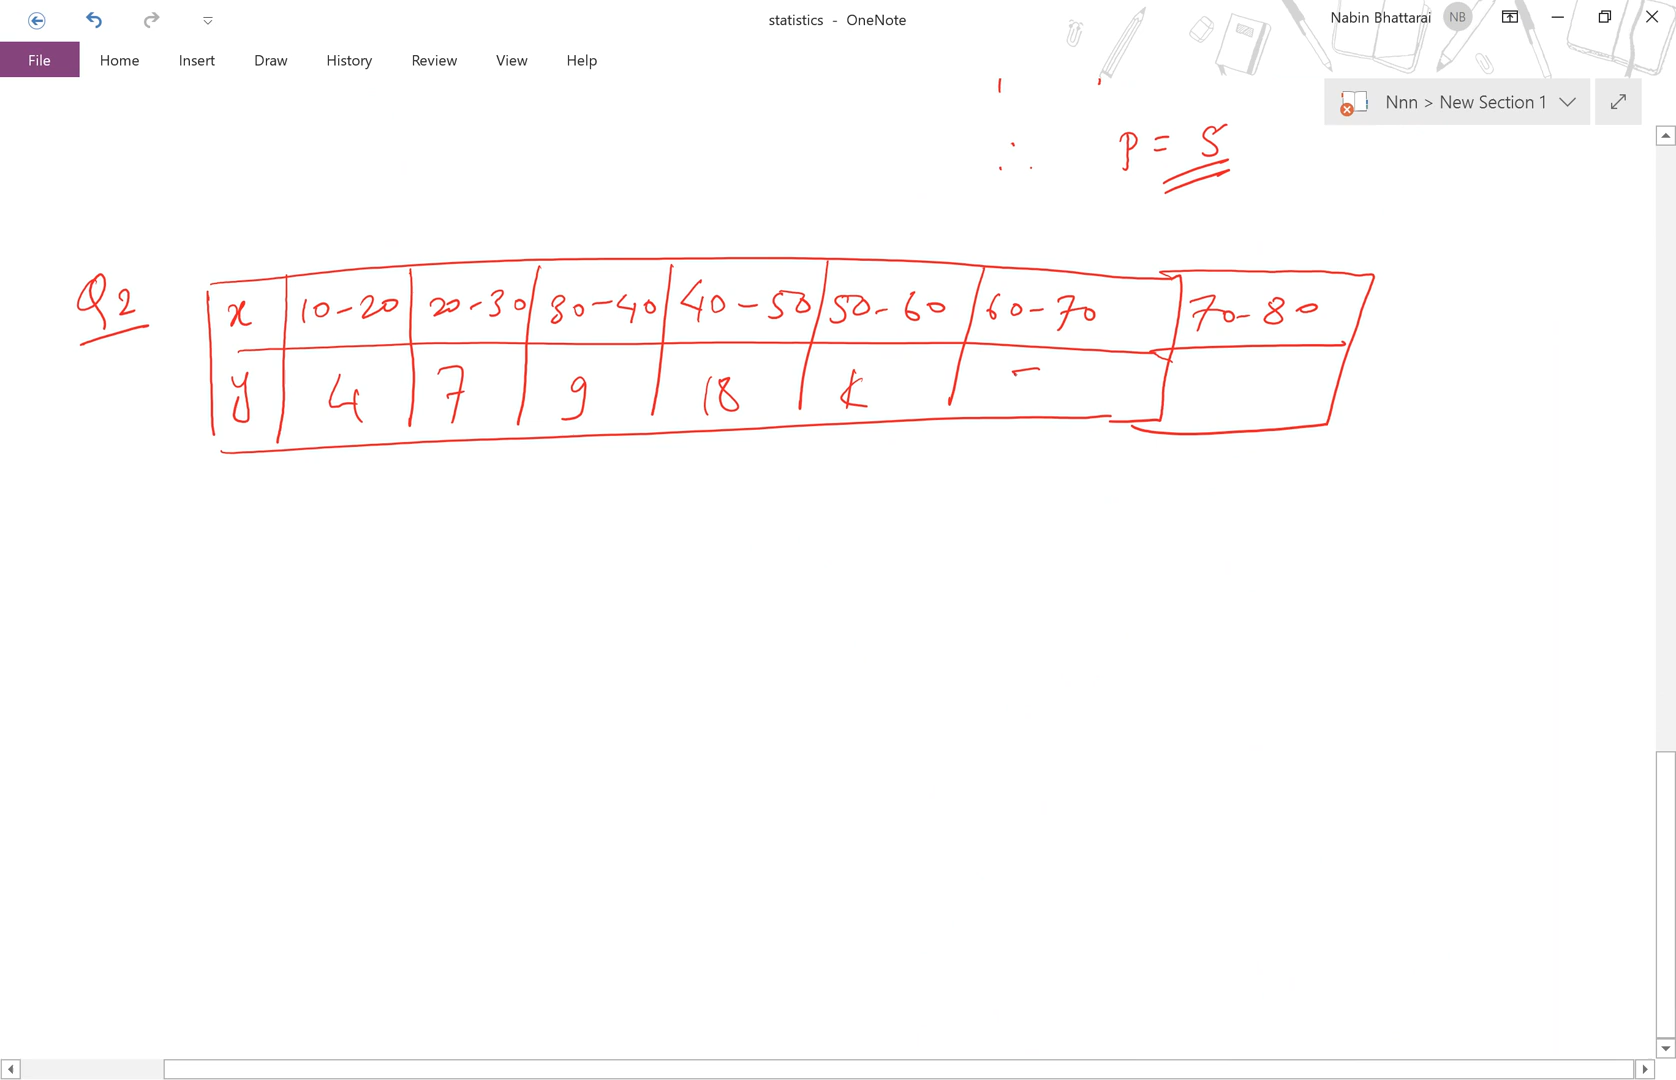 statistics - OneNote
Nabin Bhattarai NB
File Home Insert Draw History Review View Help
Nnn > New Section 1
∴ P = 5
Q2
x 10-20 20-30 30-40 40-50 50-60 60-70 70-80
y 4 7 9 18 k